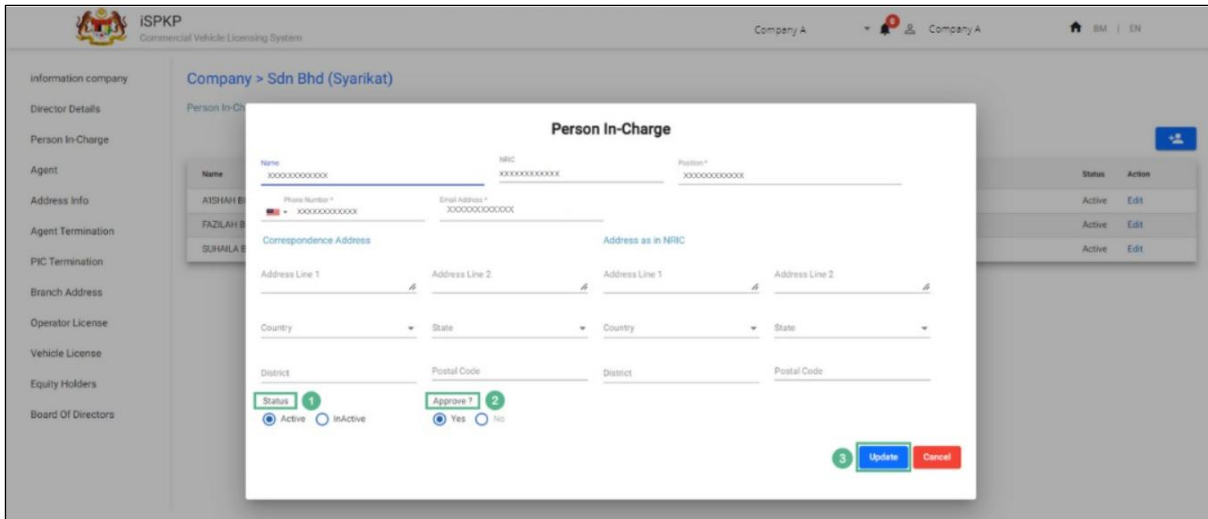 iSPKP
Commercial Vehicle Licensing System
Company A
0
Company A
BM | EN
information company
Director Details
Person In-Charge
Agent
Address Info
Agent Termination
PIC Termination
Branch Address
Operator License
Vehicle License
Equity Holders
Board Of Directors
Company > Sdn Bhd (Syarikat)
Person In-Ch
Name Status Action
AISHAH B Active Edit
FAZILAH B Active Edit
SUHAILA B Active Edit
Person In-Charge
Name NRIC Position *
XXXXXXXXXXXX XXXXXXXXXXXX XXXXXXXXXXXX
Phone Number * Email Address *
XXXXXXXXXXXX XXXXXXXXXXXX
Correspondence Address Address as in NRIC
Address Line 1 Address Line 2 Address Line 1 Address Line 2
Country State Country State
District Postal Code District Postal Code
Status 1 Approve ? 2
Active InActive Yes No
3 Update Cancel